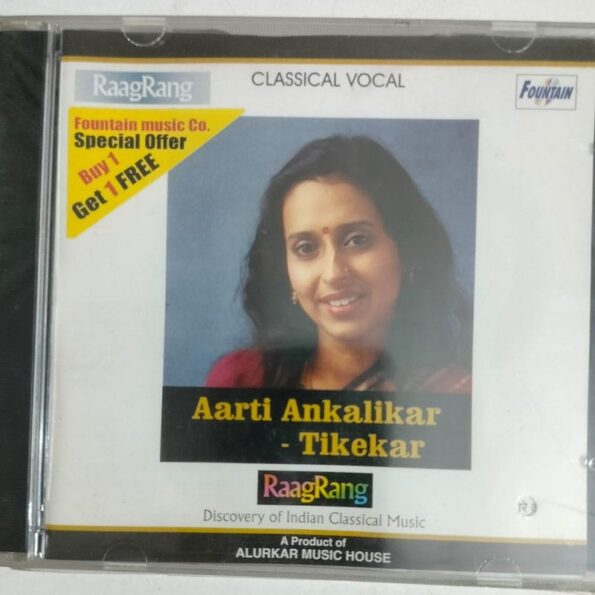 RaagRang
CLASSICAL VOCAL
FOUNTAIN
Fountain music Co.
Special Offer
Buy 1
Get 1 FREE
Aarti Ankalikar
- Tikekar
RaagRang
Discovery of Indian Classical Music
A Product of
ALURKAR MUSIC HOUSE